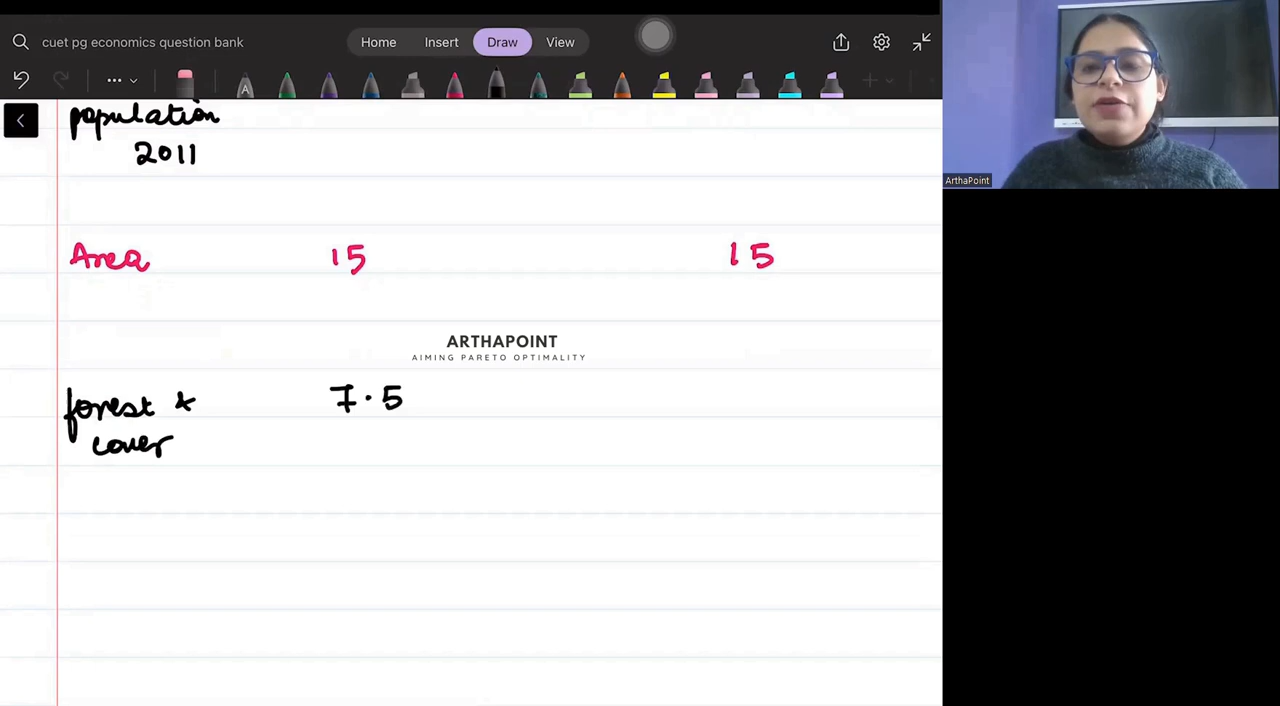 cuet pg economics question bank
Home Insert Draw View
A
population
2011
Area 15 15
ARTHAPOINT
AIMING PARETO OPTIMALITY
forest & 7.5
cover
ArthaPoint